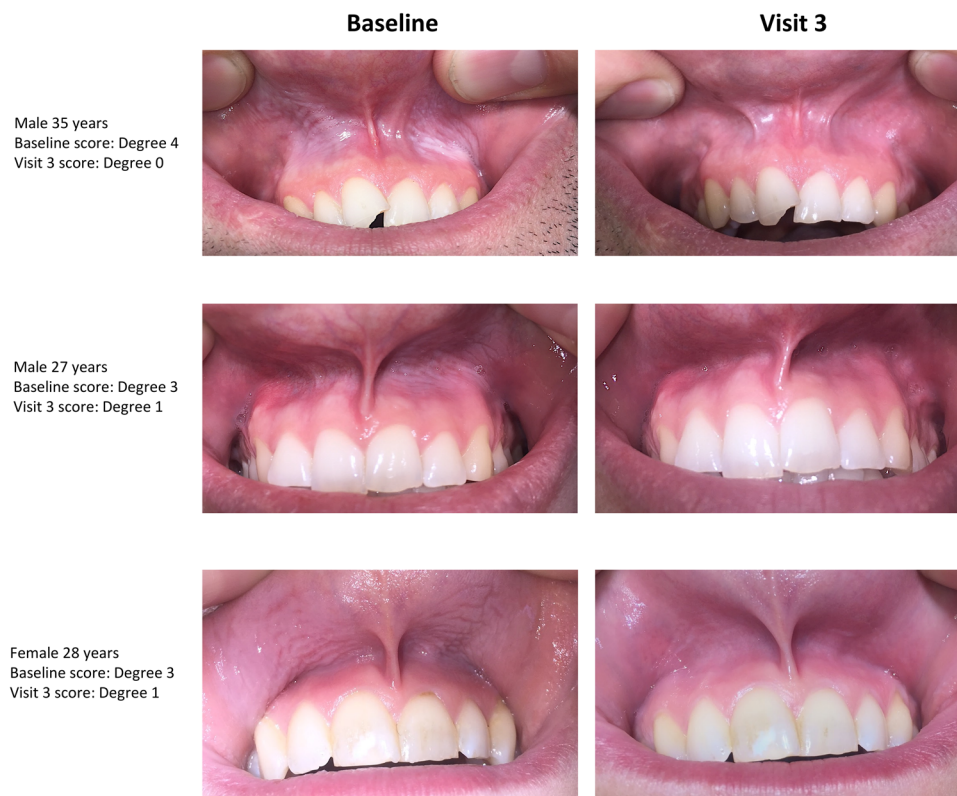 Baseline
Visit 3
Male 35 years
Baseline score: Degree 4
Visit 3 score: Degree 0
Male 27 years
Baseline score: Degree 3
Visit 3 score: Degree 1
Female 28 years
Baseline score: Degree 3
Visit 3 score: Degree 1